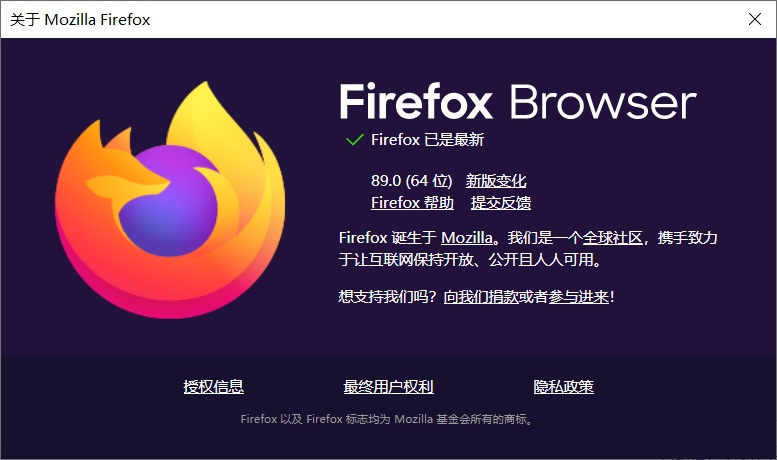 关于 Mozilla Firefox
Firefox Browser
Firefox 已是最新
89.0 (64 位) 新版变化
Firefox 帮助 提交反馈
Firefox 诞生于 Mozilla。我们是一个全球社区，携手致力
于让互联网保持开放、公开且人人可用。
想支持我们吗？向我们捐款或者参与进来！
授权信息 最终用户权利 隐私政策
Firefox 以及 Firefox 标志均为 Mozilla 基金会所有的商标。